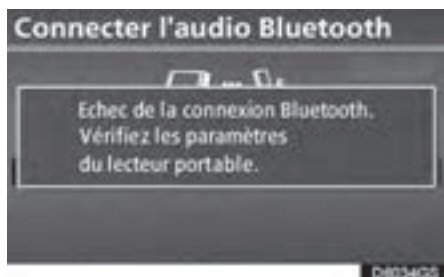 Connecter l'audio Bluetooth
Echec de la connexion Bluetooth.
Vérifiez les paramètres
du lecteur portable.